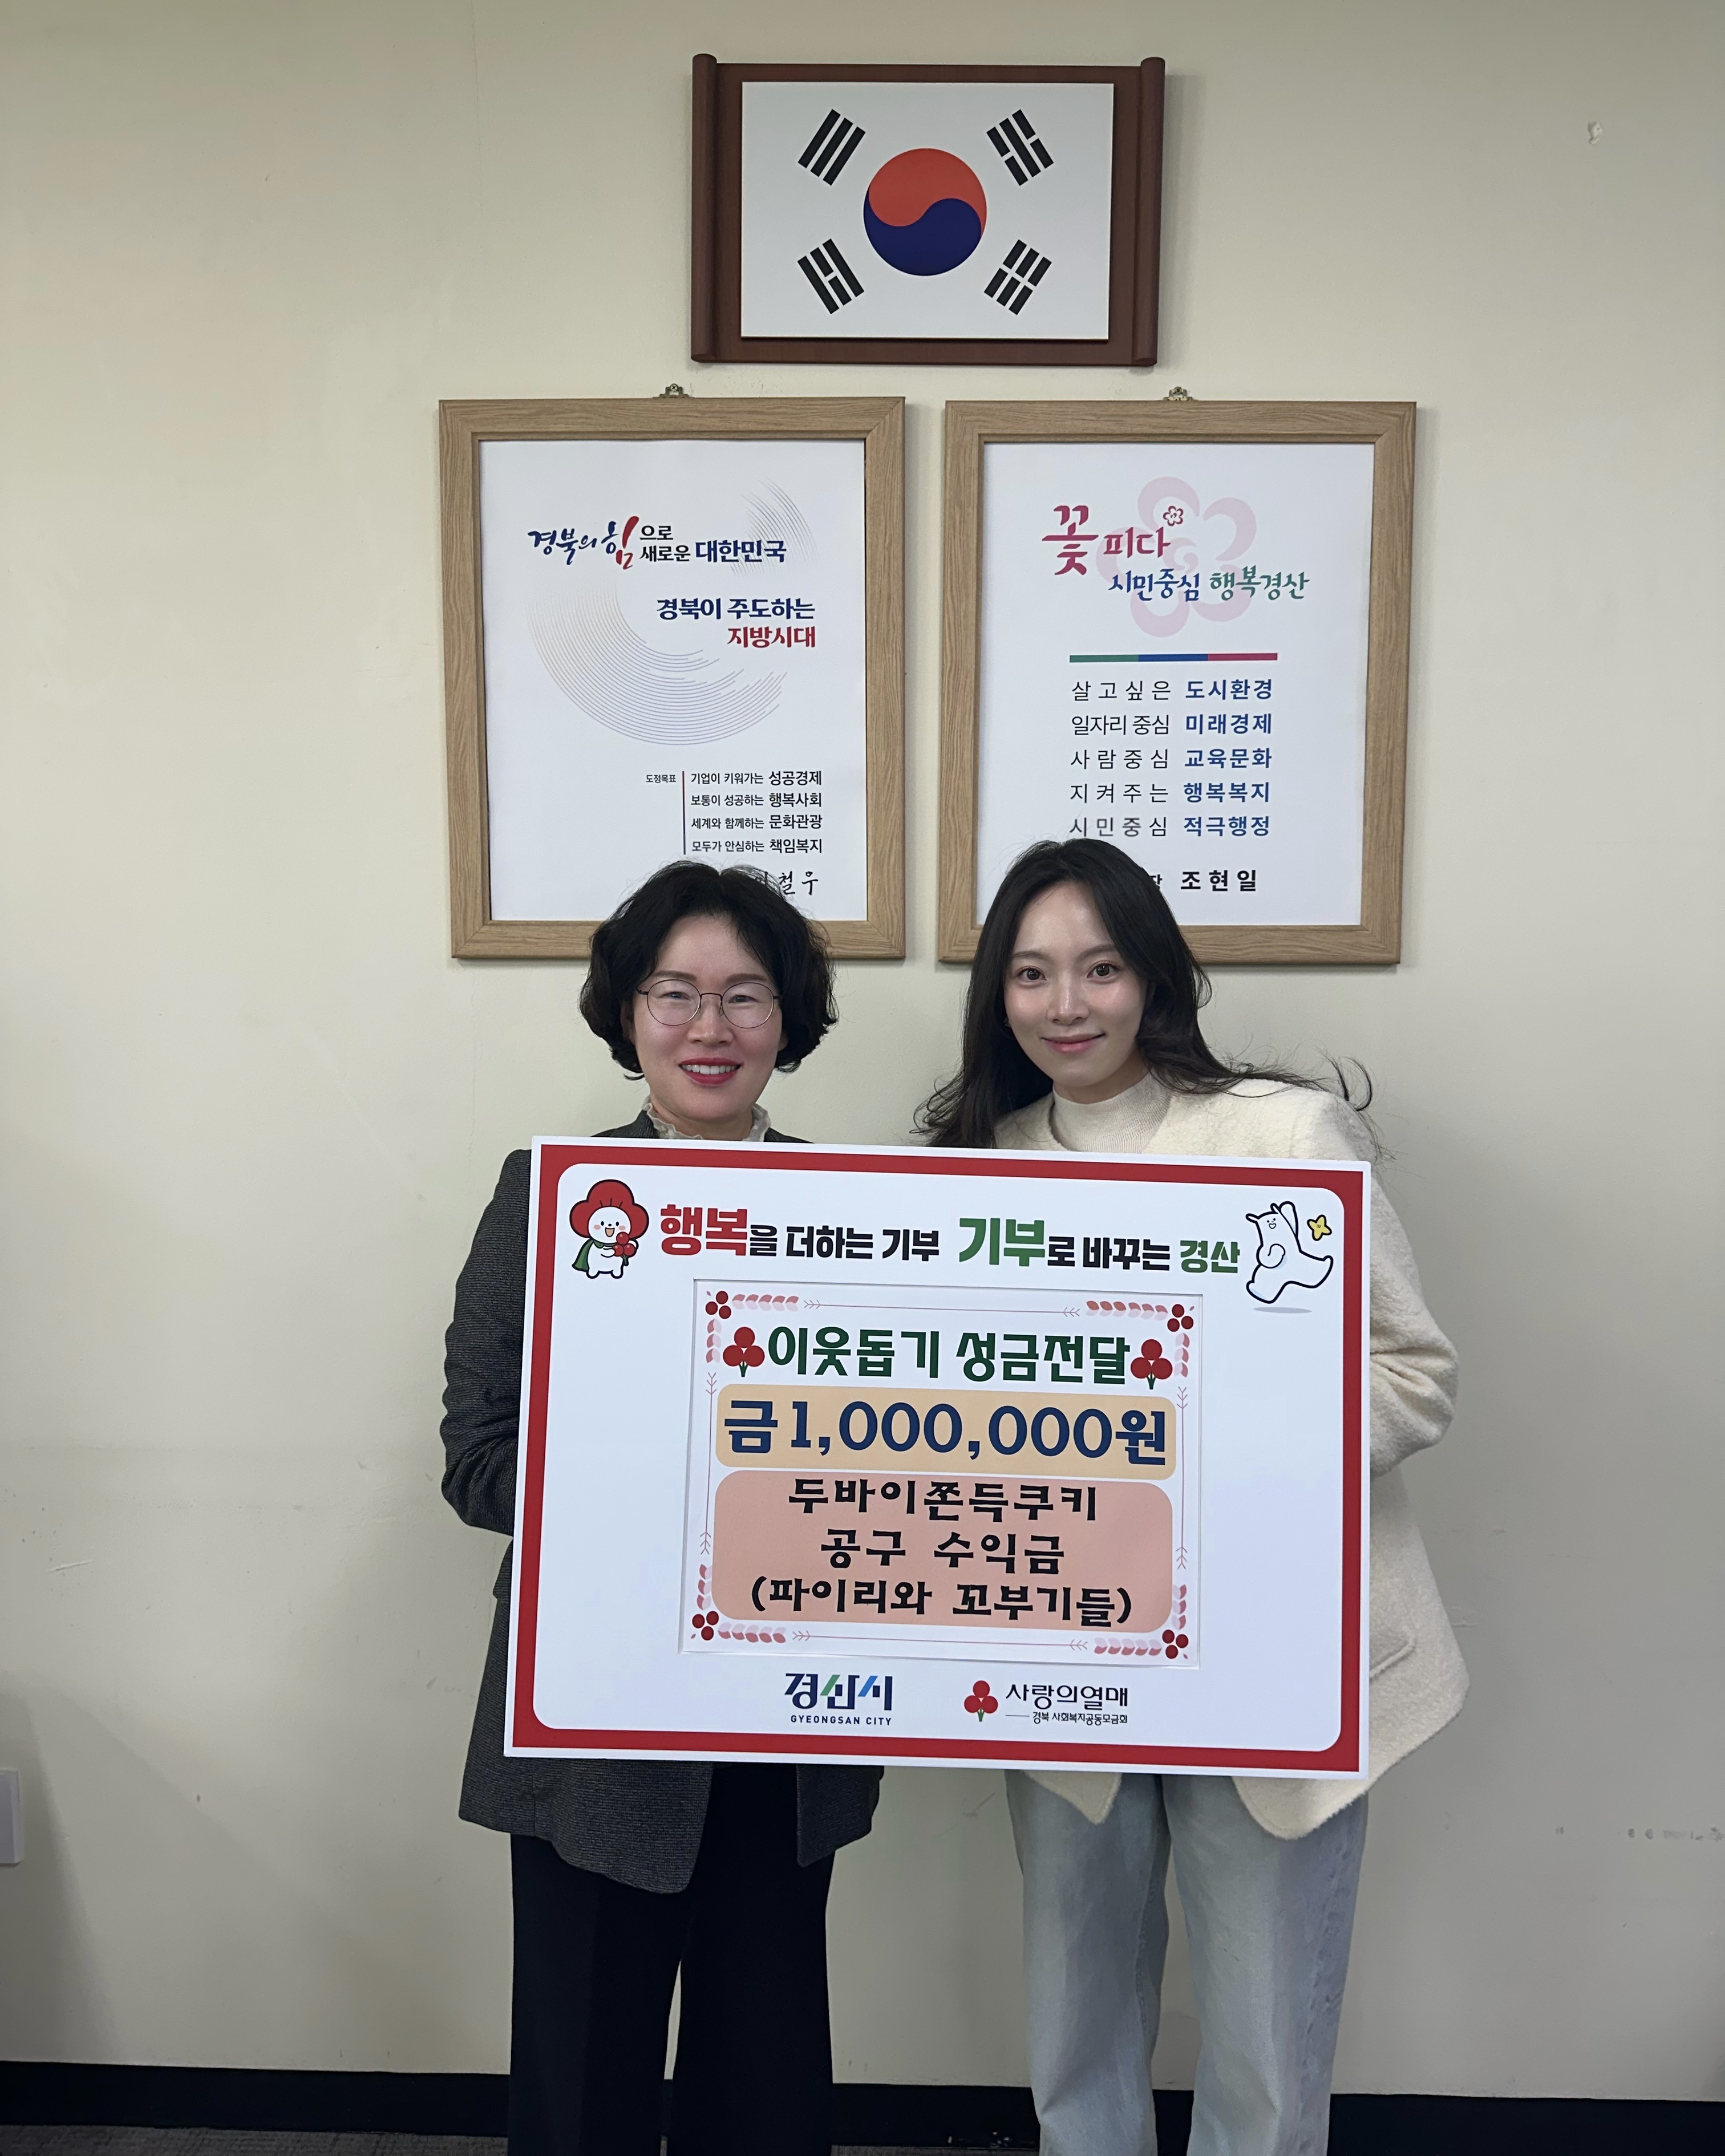 경북의 힘으로
새로운 대한민국
경북이 주도하는
지방시대
도정목표
기업이 키워가는 성공경제
보통이 성공하는 행복사회
세계와 함께하는 문화관광
모두가 안심하는 책임복지
철우
꽃피다
시민중심 행복경산
살고싶은 도시환경
일자리 중심 미래경제
사람중심 교육문화
지켜주는 행복복지
시민중심 적극행정
조현일
행복을 더하는 기부 기부로 바꾸는 경산
이웃돕기 성금전달
금1,000,000원
두바이쫀득쿠키
공구 수익금
(파이리와 꼬부기들)
경산시
GYEONGSAN CITY
사랑의열매
경북 사회복지공동모금회